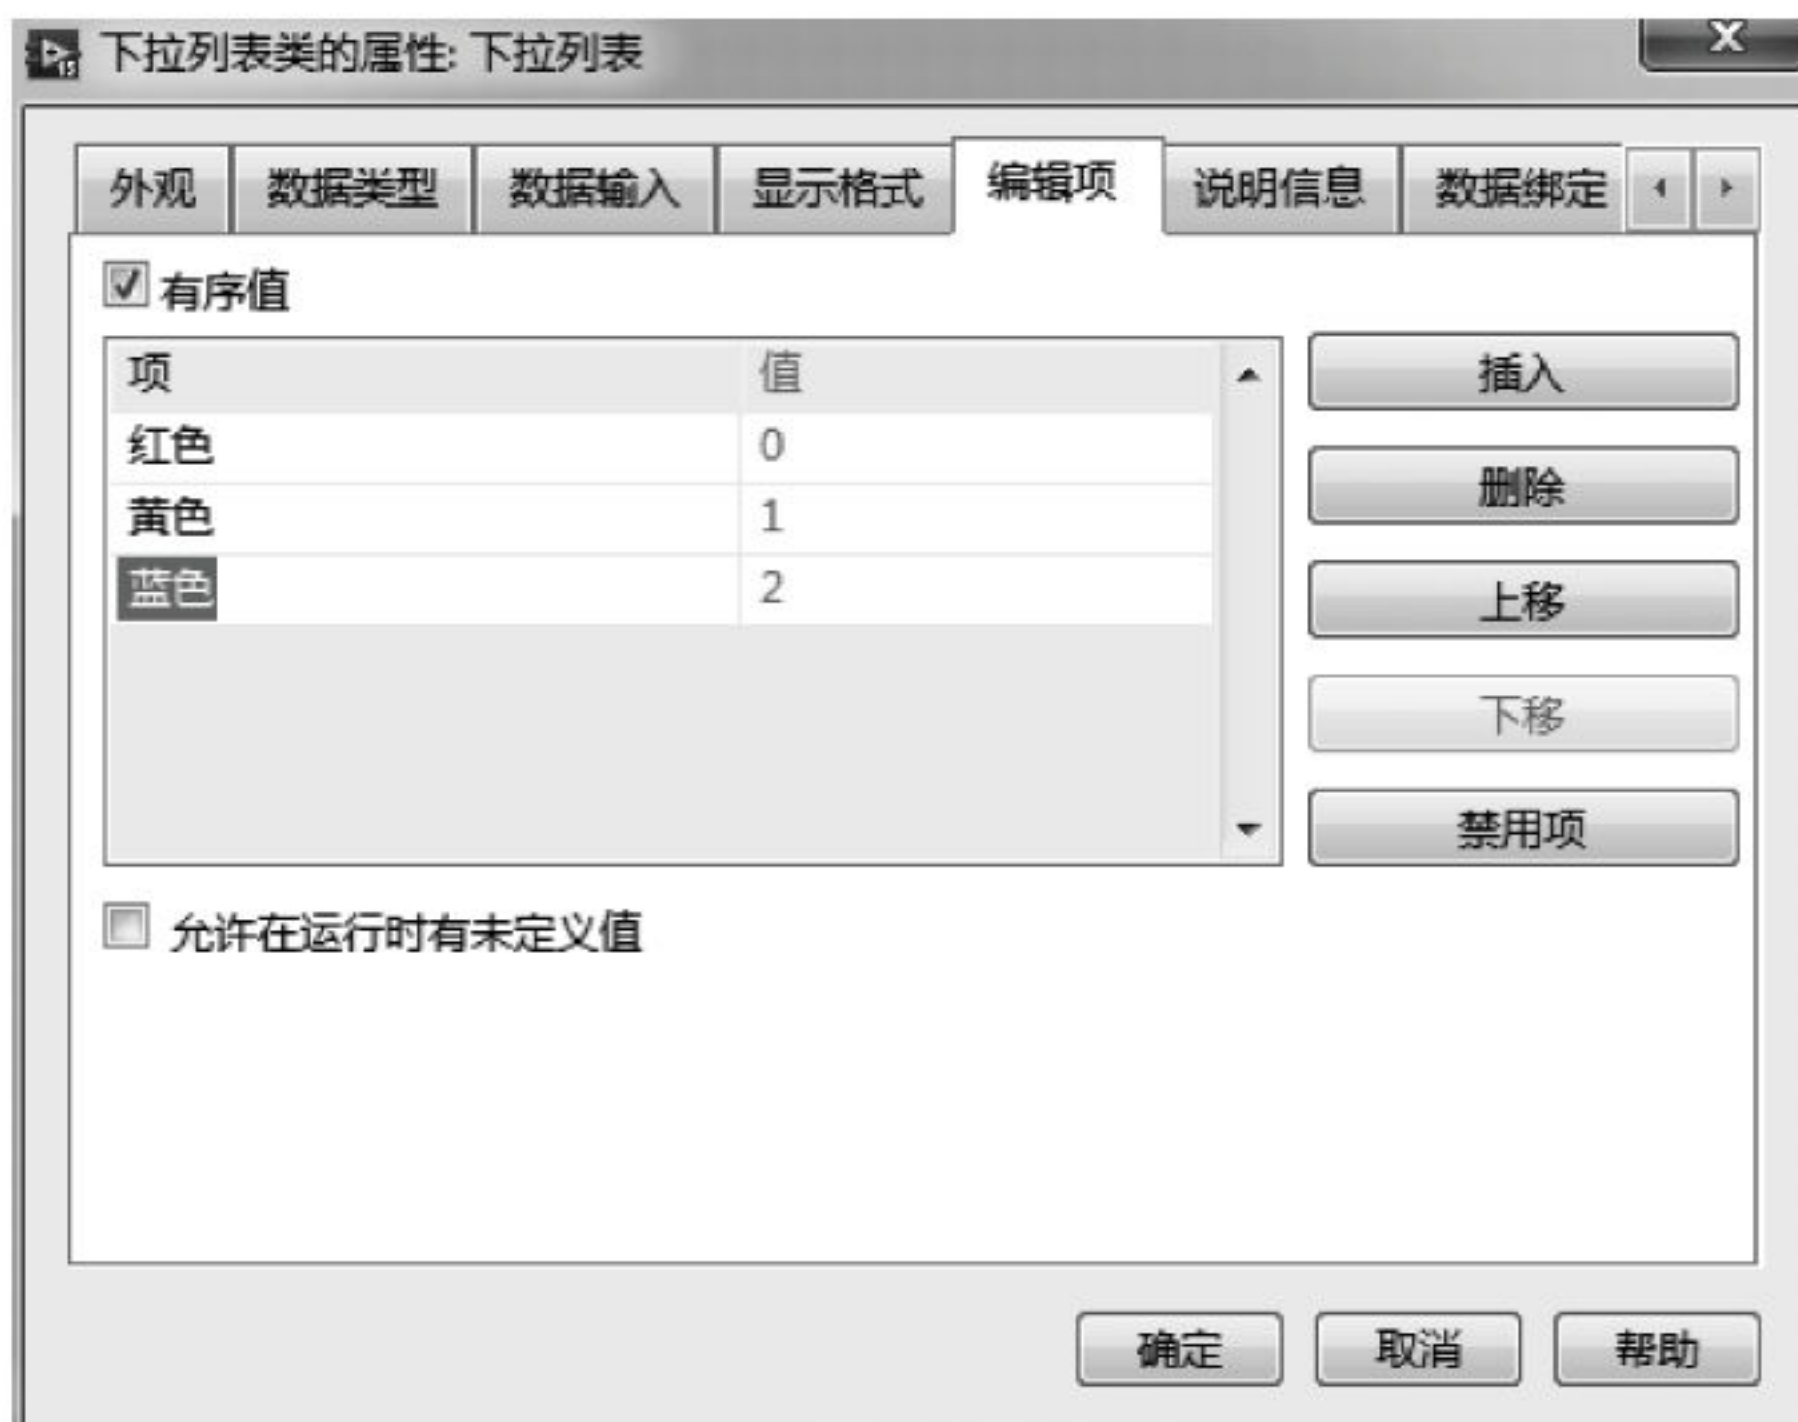 下拉列表类的属性: 下拉列表
外观 数据类型 数据输入 显示格式 编辑项 说明信息 数据绑定
有序值
项 值
红色 0
黄色 1
蓝色 2
插入
删除
上移
下移
禁用项
允许在运行时有未定义值
确定 取消 帮助